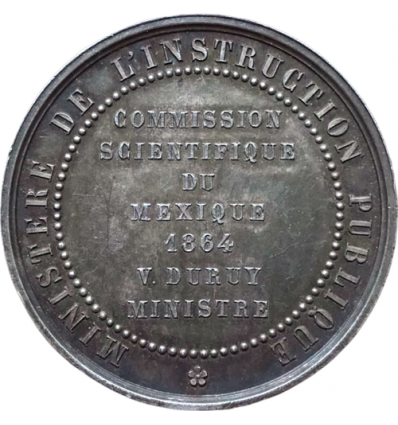 MINISTERE DE L'INSTRUCTION PUBLIQUE
COMMISSION
SCIENTIFIQUE
DU
MEXIQUE
1864
V. DURUY
MINISTRE